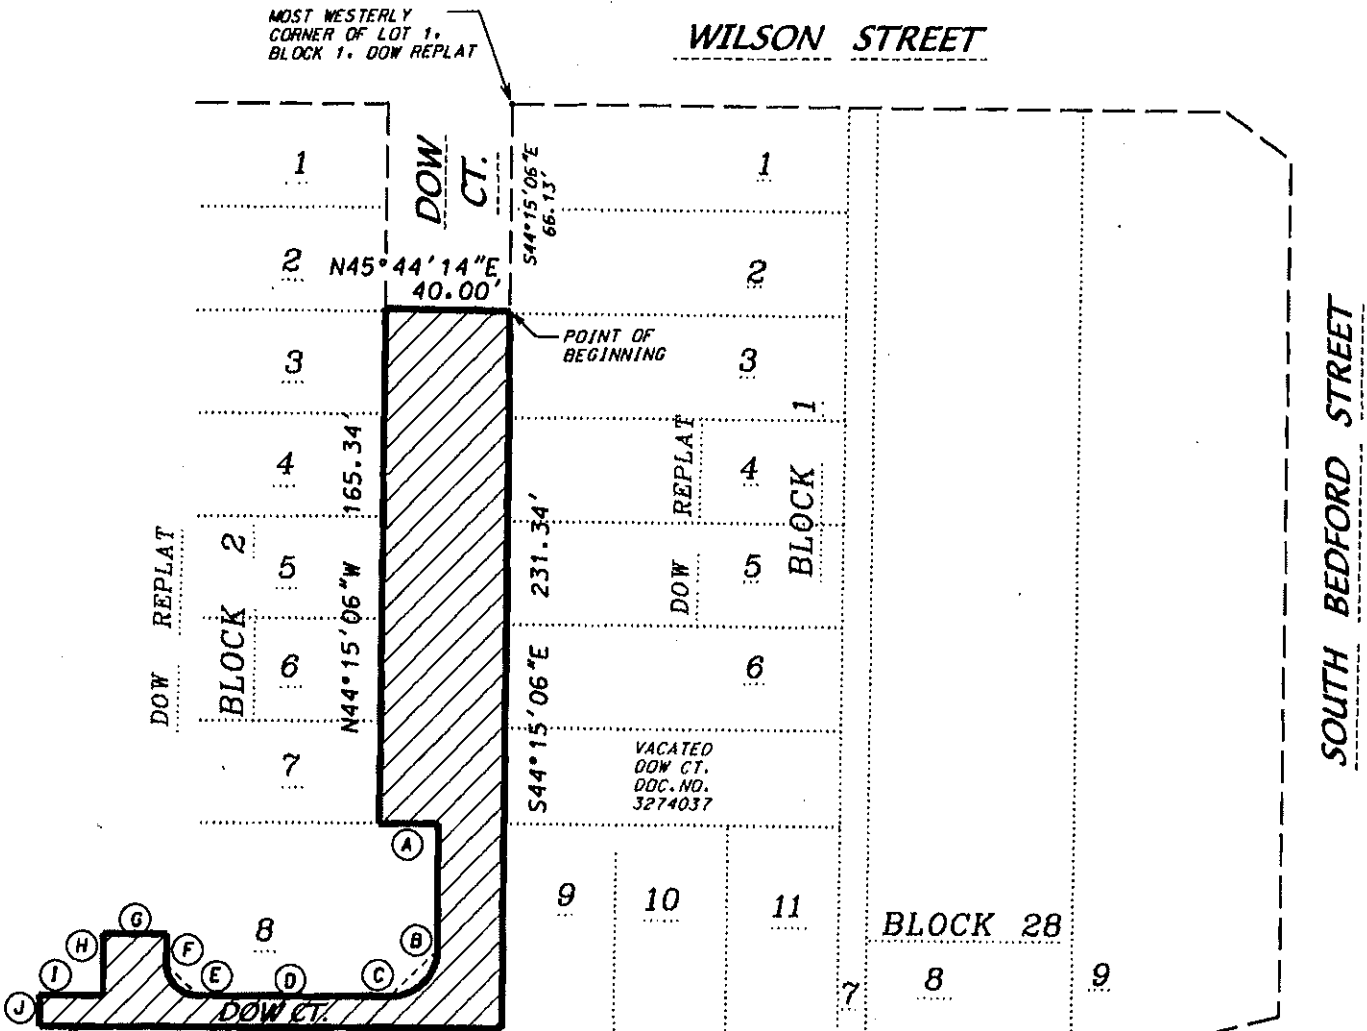 MOST WESTERLY
CORNER OF LOT 1,
BLOCK 1, DOW REPLAT
WILSON STREET
DOW
CT.
S44°15'06"E
66.13'
1
1
2
2
N45°44'14"E
40.00'
POINT OF
BEGINNING
3
3
4
4
5
5
6
6
7
165.34'
N44°15'06"W
231.34'
S44°15'06"E
DOW REPLAT
BLOCK 2
DOW REPLAT
BLOCK 1
SOUTH BEDFORD STREET
VACATED
DOW CT.
DOC. NO.
3274037
A
B
C
D
E
F
G
H
I
J
8
9
10
11
BLOCK 28
7
8
9
DOW CT.